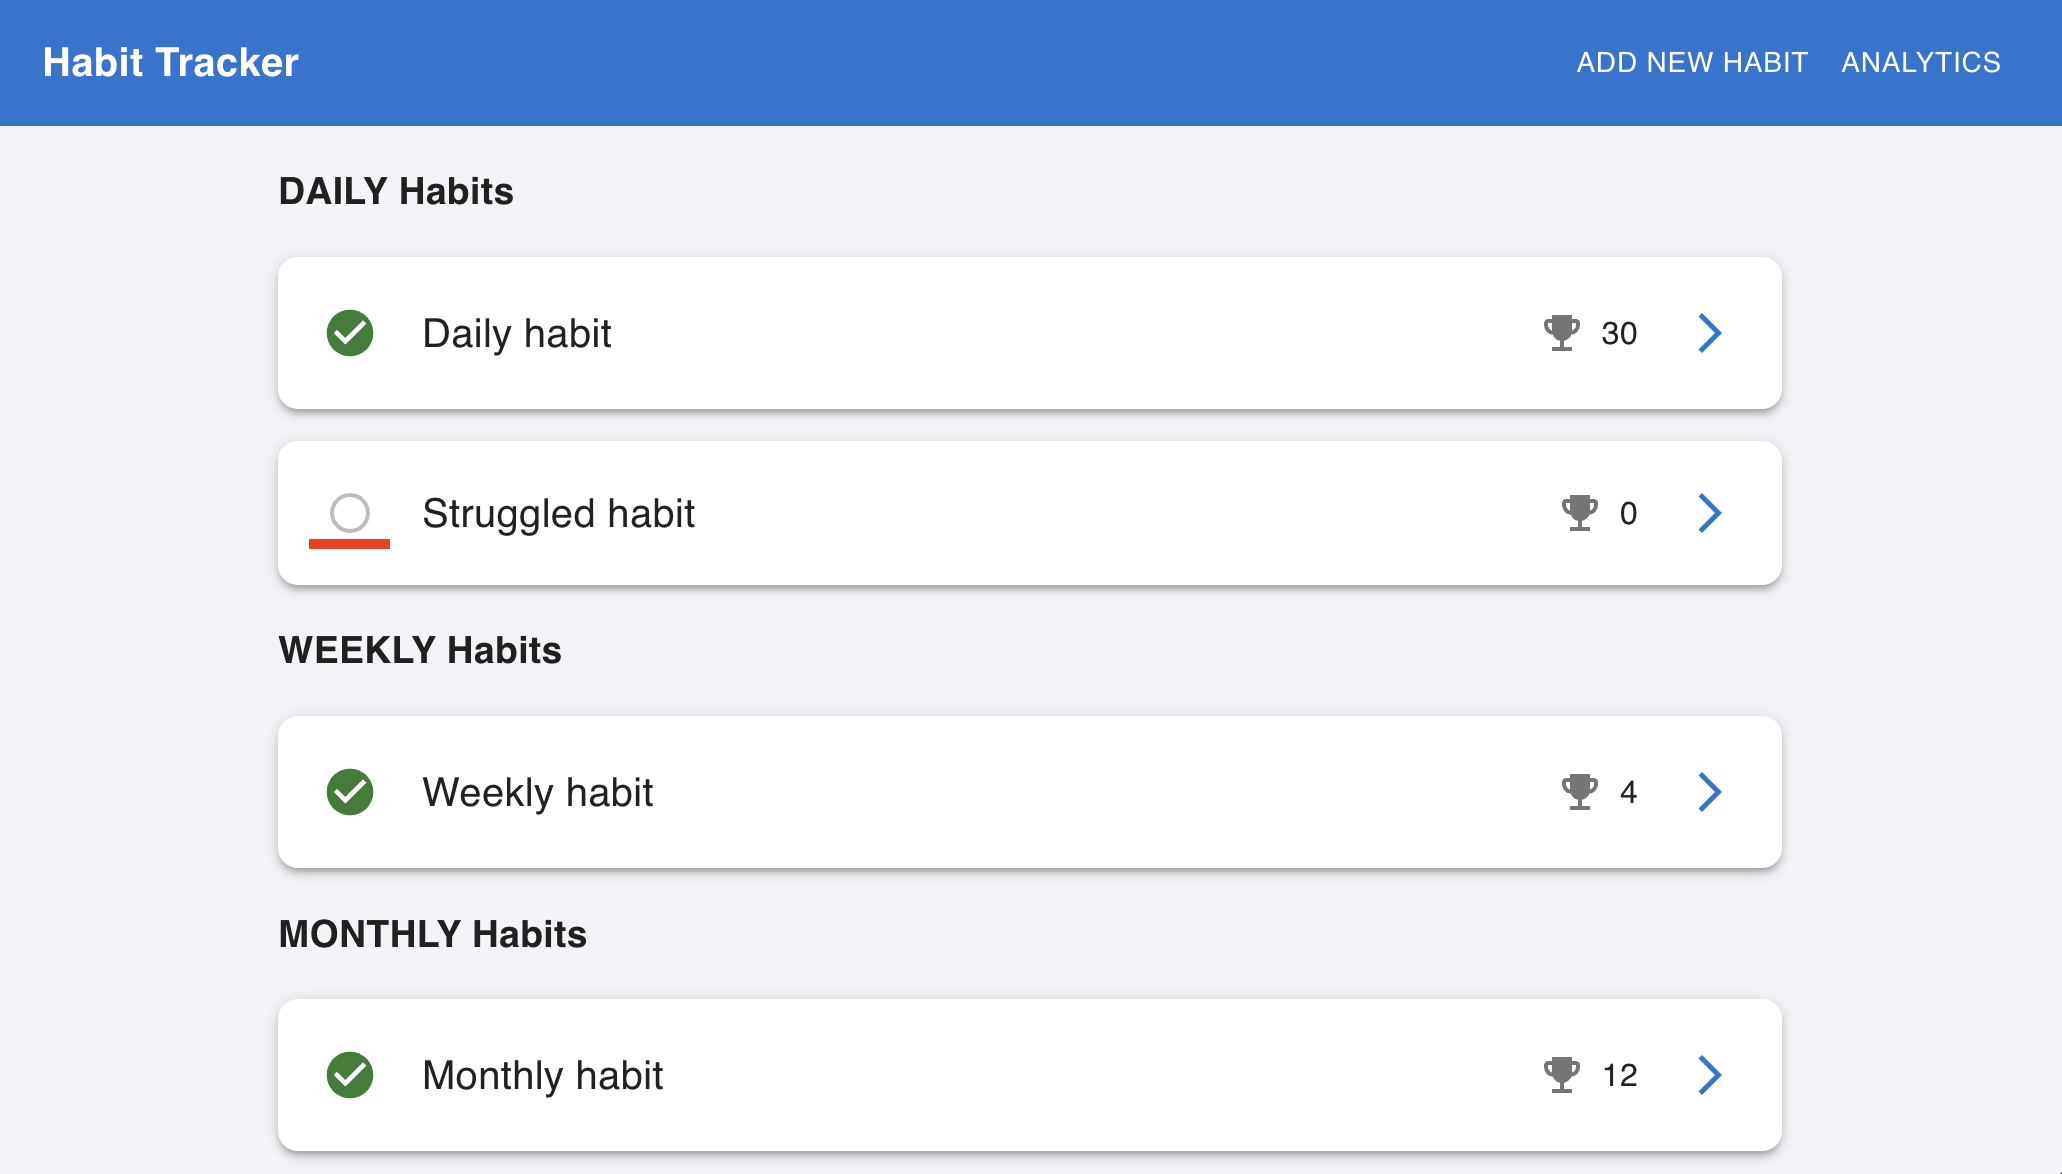 Habit Tracker ADD NEW HABIT ANALYTICS
DAILY Habits
Daily habit 30
Struggled habit 0
WEEKLY Habits
Weekly habit 4
MONTHLY Habits
Monthly habit 12